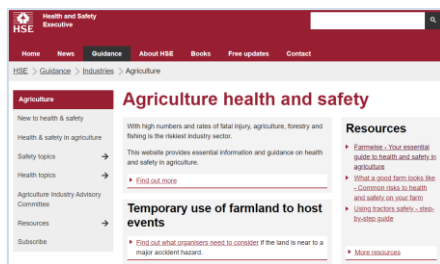 HSE
Health and Safety
Executive
Home News Guidance About HSE Books Free updates Contact
HSE > Guidance > Industries > Agriculture
Agriculture
New to health & safety
Health & safety in agriculture
Safety topics →
Health topics →
Agriculture Industry Advisory
Committee
Resources →
Subscribe
Agriculture health and safety
With high numbers and rates of fatal injury, agriculture, forestry and
fishing is the riskiest industry sector.
This website provides essential information and guidance on health
and safety in agriculture.
Find out more
Temporary use of farmland to host
events
Find out what organisers need to consider if the land is near to a
major accident hazard.
Resources
Farmwise - Your essential
guide to health and safety in
agriculture
What a good farm looks like
- Common risks to health
and safety on your farm
Using tractors safely - step-
by-step guide
More resources